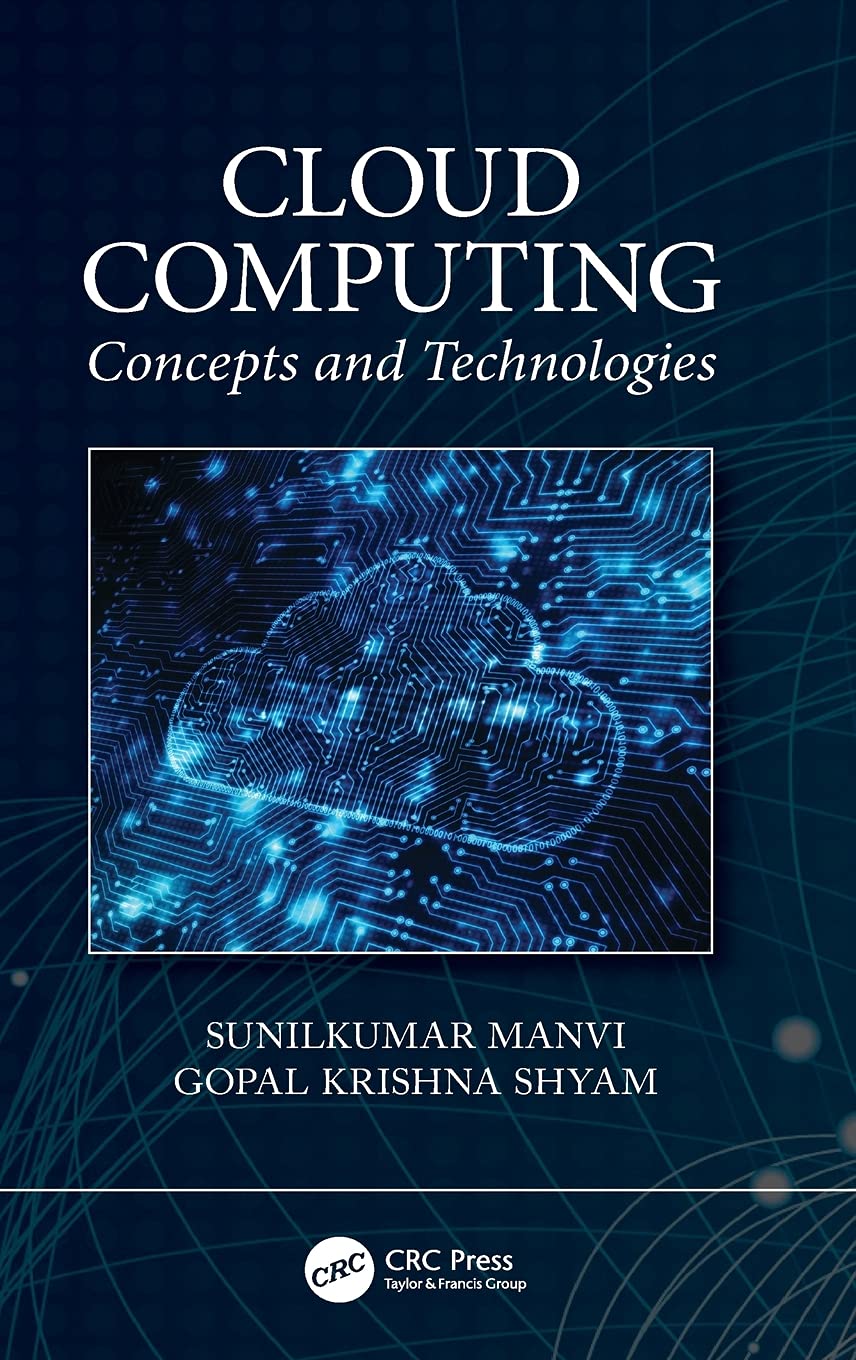 CLOUD
COMPUTING
Concepts and Technologies
SUNILKUMAR MANVI
GOPAL KRISHNA SHYAM
CRC
CRC Press
Taylor & Francis Group